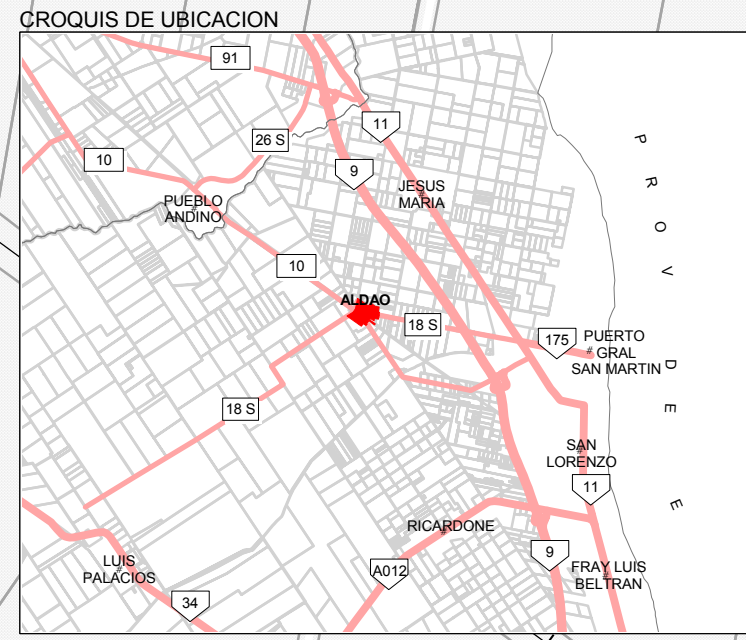 CROQUIS DE UBICACION
91
11
26 S
10
9
JESUS
MARIA
PUEBLO
ANDINO
10
ALDAO
18 S
175
PUERTO
GRAL
SAN MARTIN
18 S
SAN
LORENZO
11
RICARDONE
9
A012
FRAY LUIS
BELTRAN
LUIS
PALACIOS
34
P R O V
D E
E